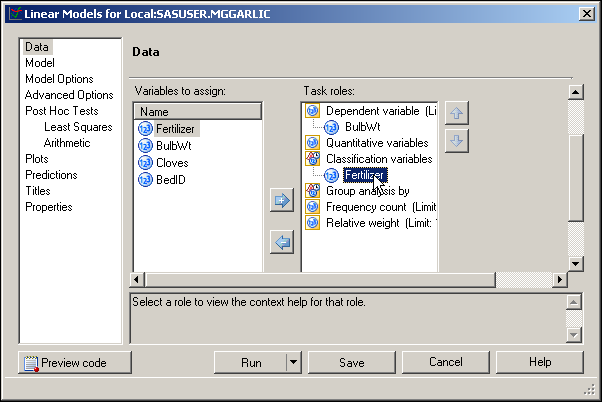 Linear Models for Local:SASUSER.MGGARLIC
Data
Model
Model Options
Advanced Options
Post Hoc Tests
Least Squares
Arithmetic
Plots
Predictions
Titles
Properties
Data
Variables to assign:
Name
Fertilizer
BulbWt
Cloves
BedID
Task roles:
Dependent variable (Li
BulbWt
Quantitative variables
Classification variables
Fertilizer
Group analysis by
Frequency count (Limit
Relative weight (Limit:
Select a role to view the context help for that role.
Preview code
Run
Save
Cancel
Help